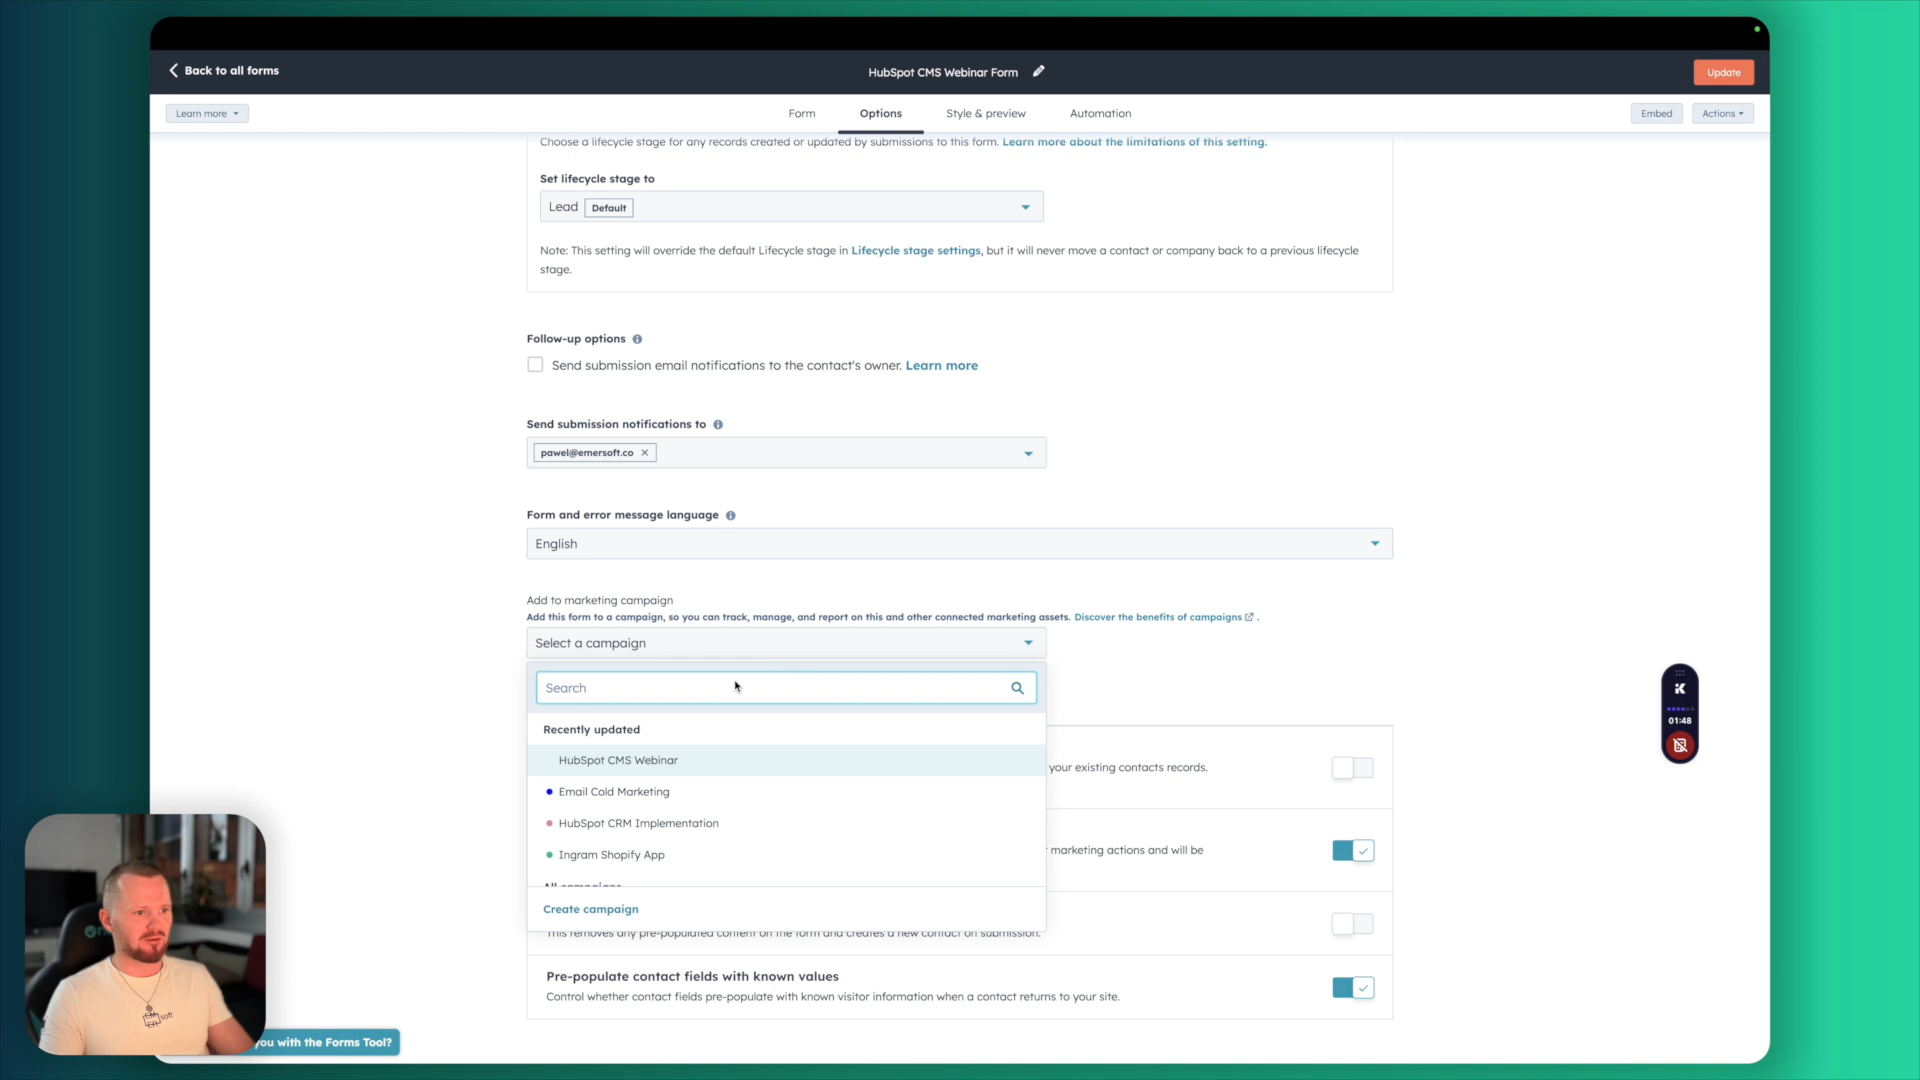 Back to all forms
HubSpot CMS Webinar Form
Update
Learn more
Form
Options
Style & preview
Automation
Embed
Actions
Choose a lifecycle stage for any records created or updated by submissions to this form. Learn more about the limitations of this setting.
Set lifecycle stage to
Lead Default
Note: This setting will override the default Lifecycle stage in Lifecycle stage settings, but it will never move a contact or company back to a previous lifecycle
stage.
Follow-up options
Send submission email notifications to the contact's owner. Learn more
Send submission notifications to
pawel@emersoft.co
Form and error message language
English
Add to marketing campaign
Add this form to a campaign, so you can track, manage, and report on this and other connected marketing assets. Discover the benefits of campaigns .
Select a campaign
Search
Recently updated
HubSpot CMS Webinar
your existing contacts records.
Email Cold Marketing
HubSpot CRM Implementation
marketing actions and will be
Ingram Shopify App
All campaigns
Create campaign
This removes any pre-populated content on the form and creates a new contact on submission.
Pre-populate contact fields with known values
Control whether contact fields pre-populate with known visitor information when a contact returns to your site.
01:48
you with the Forms Tool?